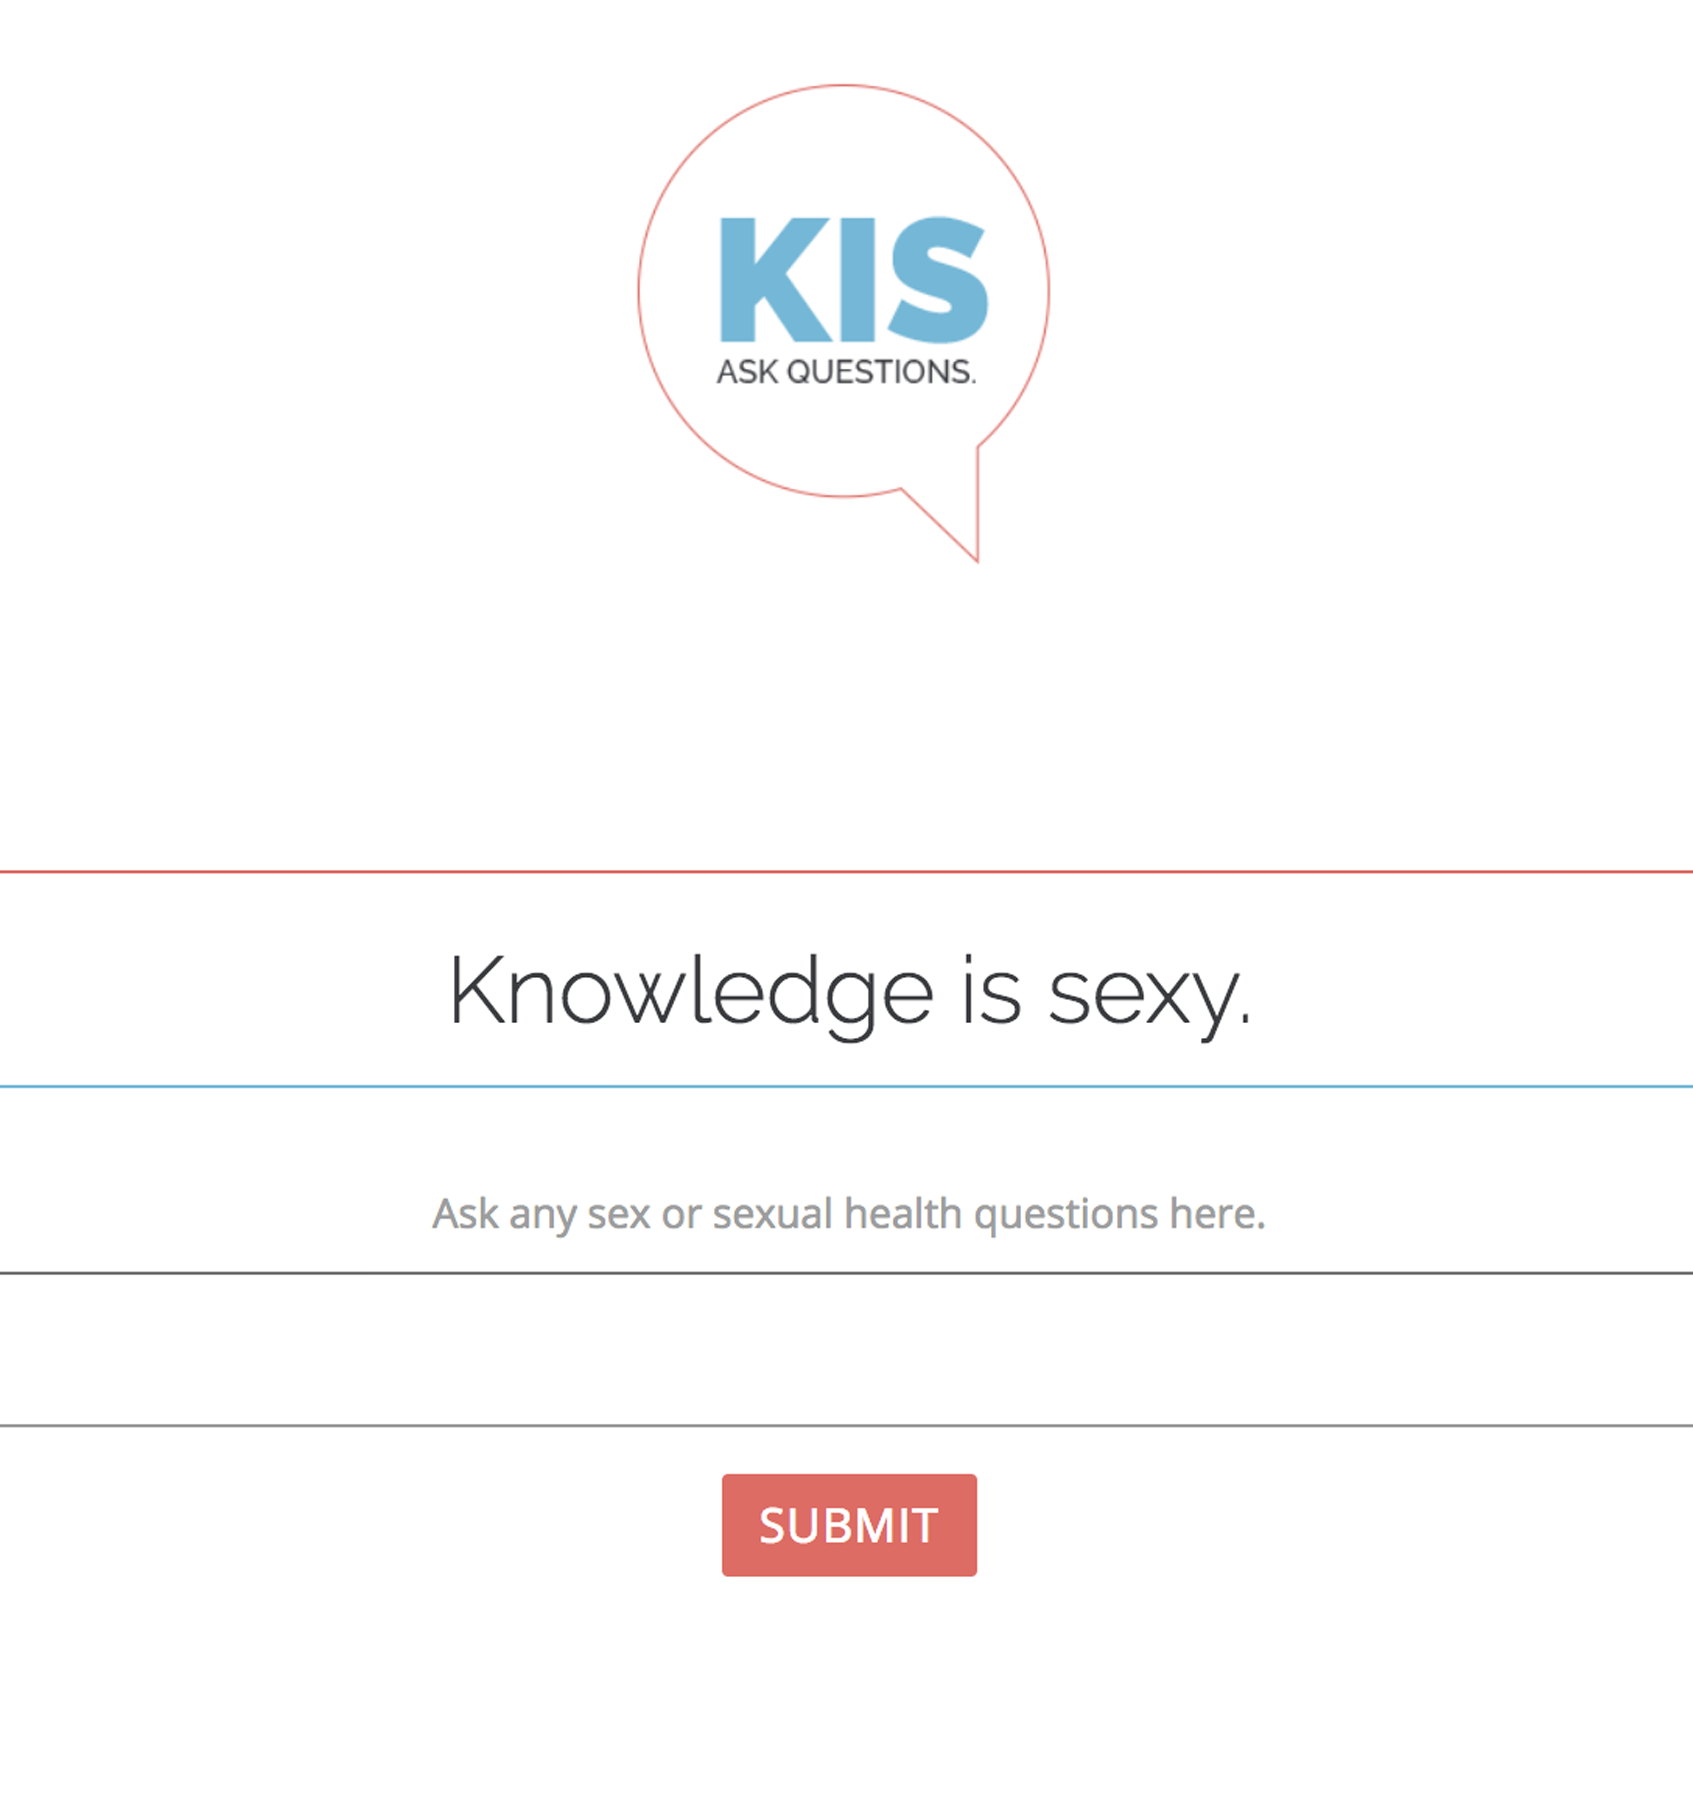 KIS
ASK QUESTIONS.
Knowledge is sexy.
Ask any sex or sexual health questions here.
SUBMIT